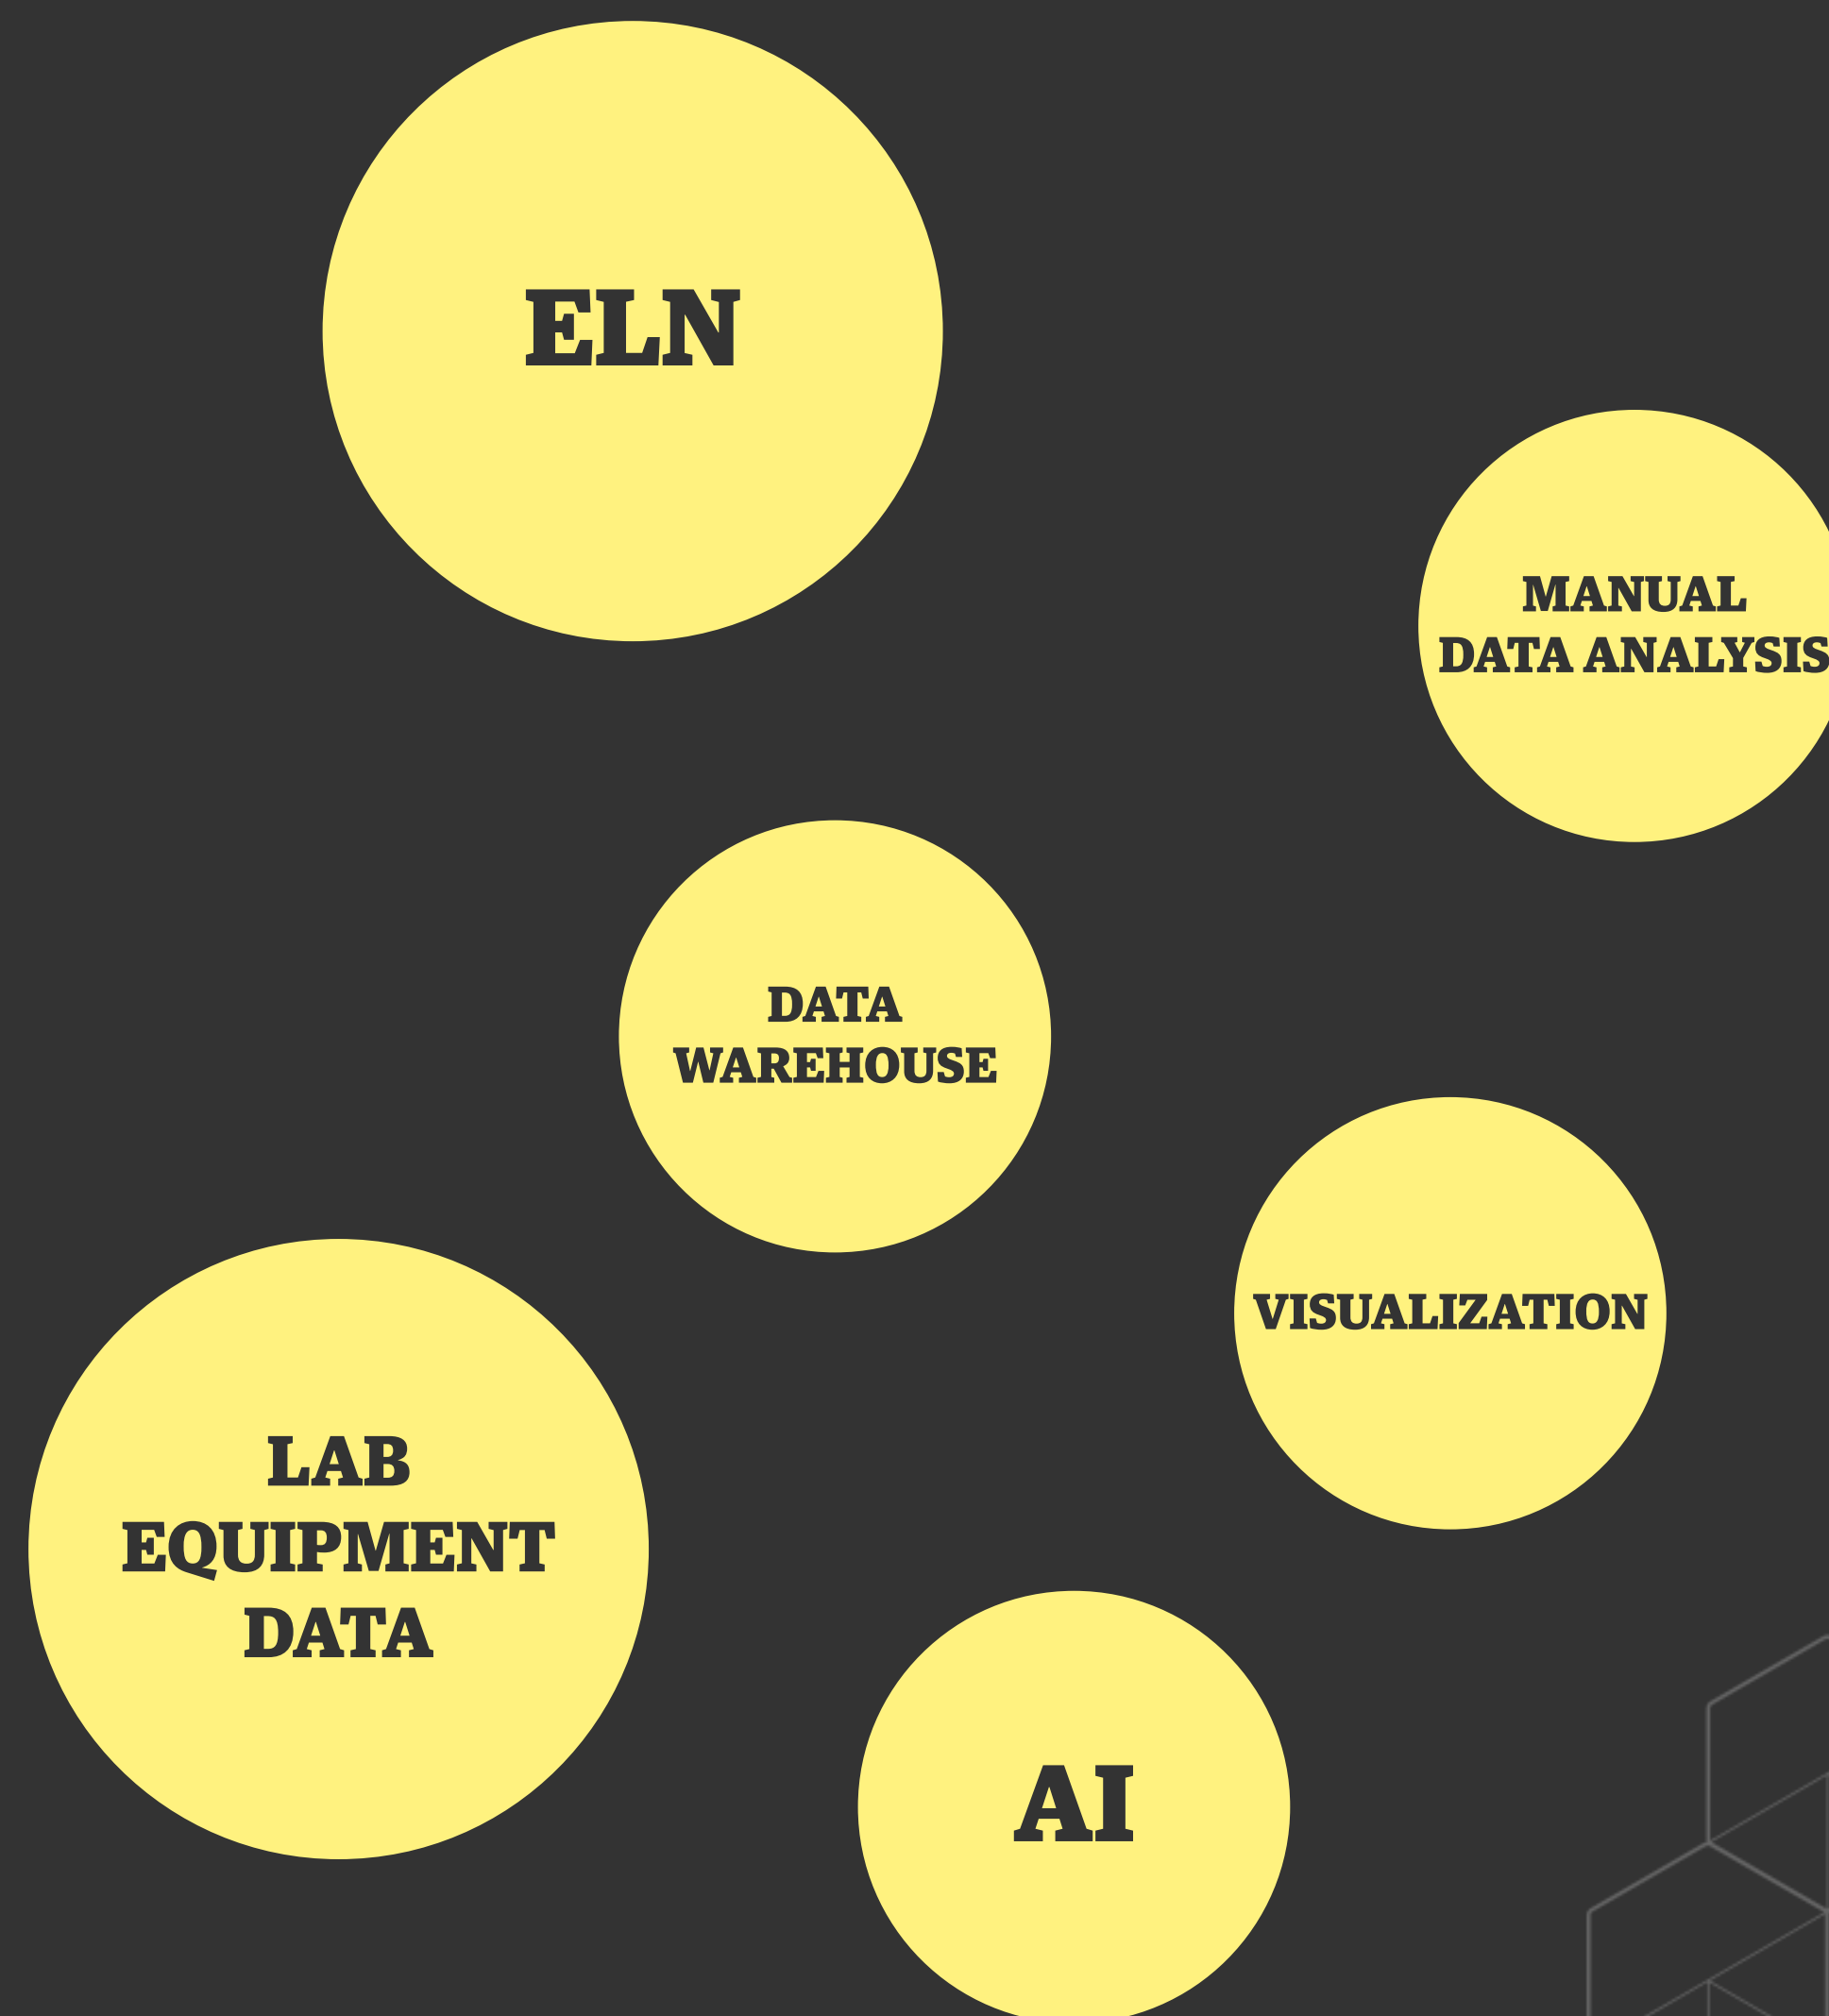 ELN
MANUAL
DATA ANALYSIS
DATA
WAREHOUSE
VISUALIZATION
LAB
EQUIPMENT
DATA
AI